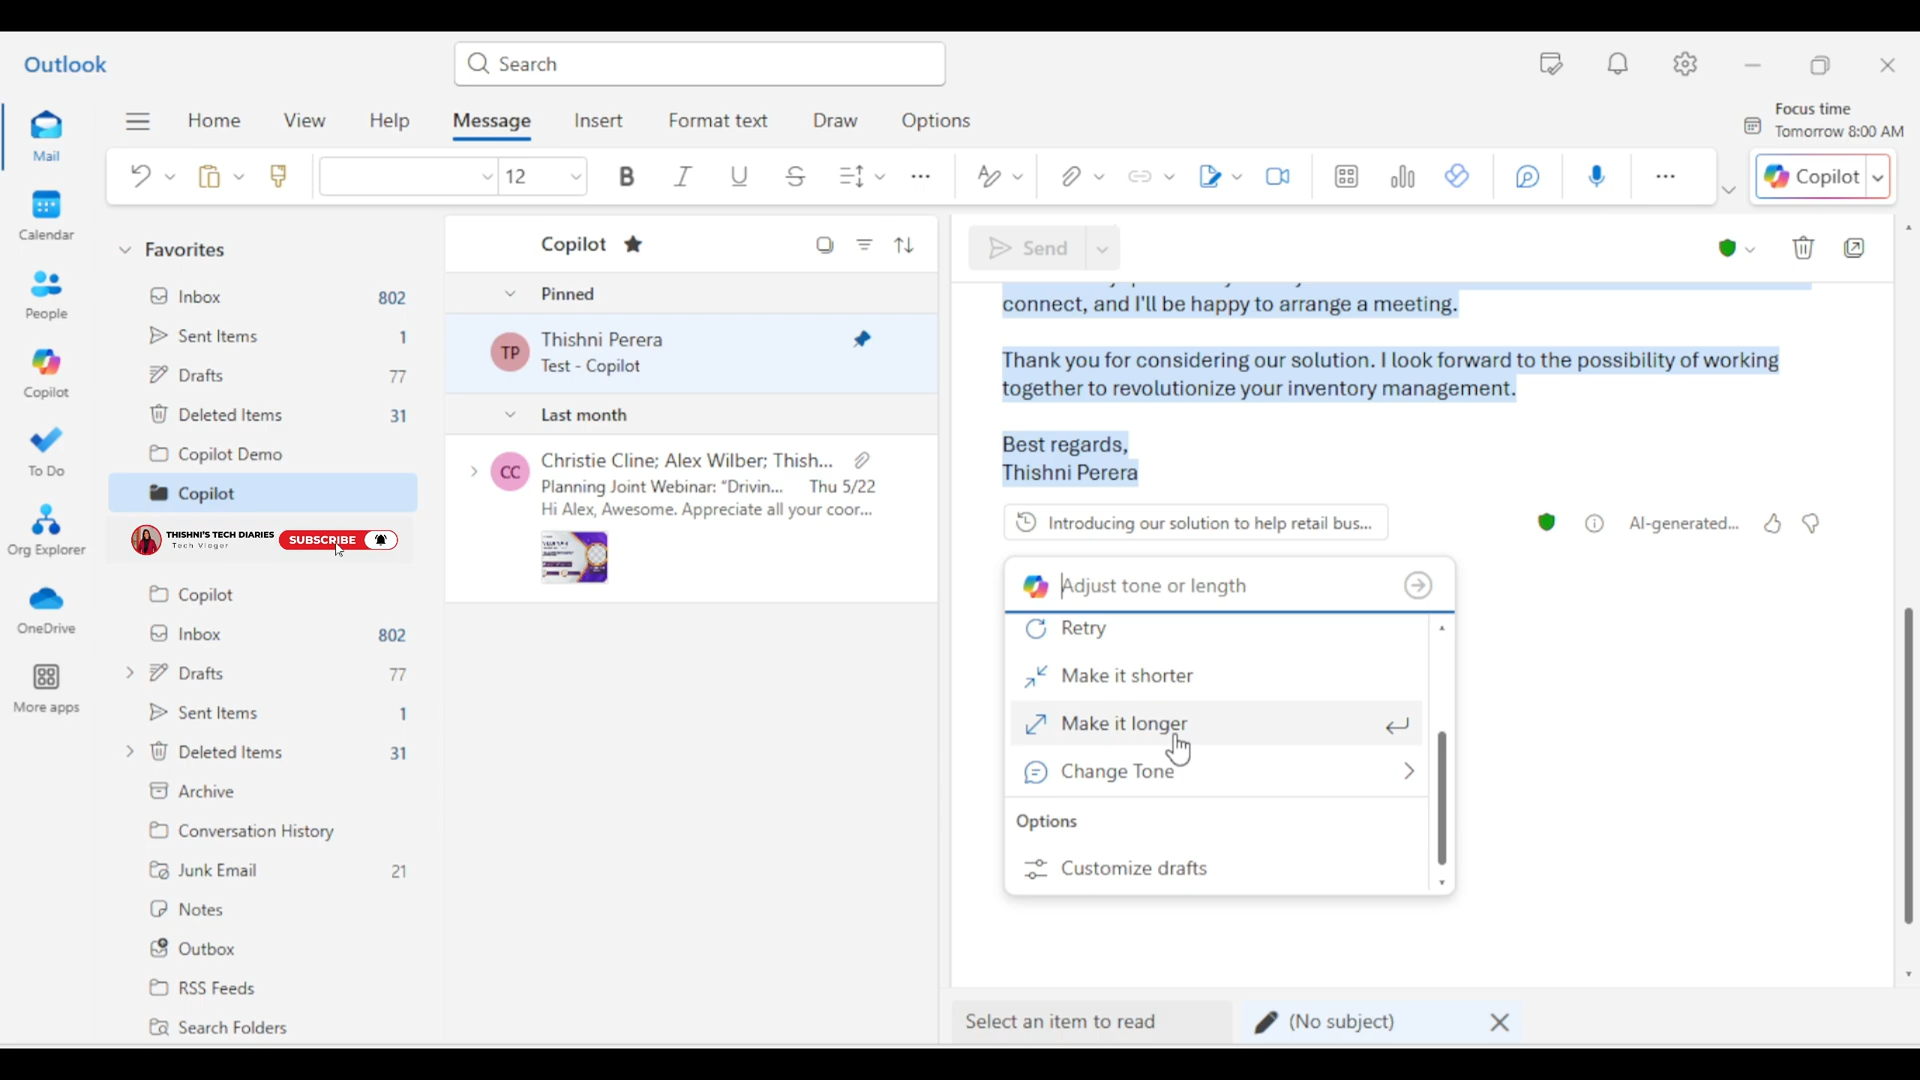 Outlook
Search
Focus time
Tomorrow 8:00 AM
Home
View
Help
Message
Insert
Format text
Draw
Options
12
Copilot
Mail
Calendar
People
Copilot
To Do
Org Explorer
OneDrive
More apps
Favorites
Inbox 802
Sent Items 1
Drafts 77
Deleted Items 31
Copilot Demo
Copilot
THISHNI'S TECH DIARIES
Tech Vloger
SUBSCRIBE
Copilot
Inbox 802
Drafts 77
Sent Items 1
Deleted Items 31
Archive
Conversation History
Junk Email 21
Notes
Outbox
RSS Feeds
Search Folders
Copilot
Pinned
TP
Thishni Perera
Test - Copilot
Last month
CC
Christie Cline; Alex Wilber; Thish...
Planning Joint Webinar: "Drivin... Thu 5/22
Hi Alex, Awesome. Appreciate all your coor...
Send
connect, and I'll be happy to arrange a meeting.
Thank you for considering our solution. I look forward to the possibility of working
together to revolutionize your inventory management.
Best regards,
Thishni Perera
Introducing our solution to help retail bus...
AI-generated...
Adjust tone or length
Retry
Make it shorter
Make it longer
Change Tone
Options
Customize drafts
Select an item to read
(No subject)